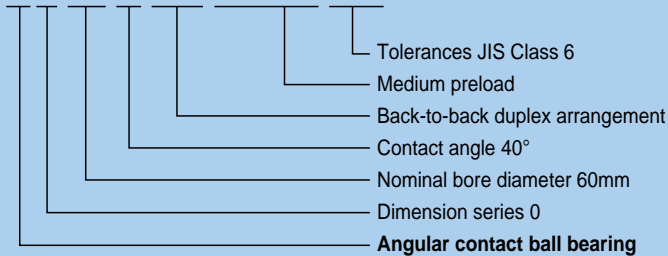 Tolerances JIS Class 6
Medium preload
Back-to-back duplex arrangement
Contact angle 40°
Nominal bore diameter 60mm
Dimension series 0
Angular contact ball bearing